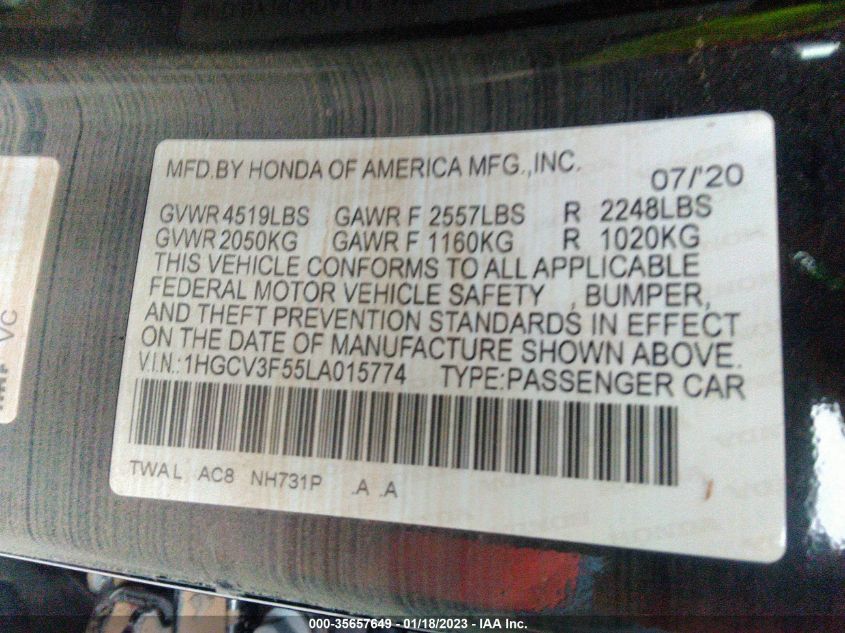 MFD.BY HONDA OF AMERICA MFG.,INC. 07/'20
GVWR 4519LBS GAWR F 2557LBS R 2248LBS
GVWR 2050KG GAWR F 1160KG R 1020KG
THIS VEHICLE CONFORMS TO ALL APPLICABLE
FEDERAL MOTOR VEHICLE SAFETY , BUMPER,
AND THEFT PREVENTION STANDARDS IN EFFECT
ON THE DATE OF MANUFACTURE SHOWN ABOVE.
V.I.N.: 1HGCV3F55LA015774 TYPE:PASSENGER CAR
TWAL AC8 NH731P .A .A
VC
000-35657649 - 01/18/2023 - IAA Inc.